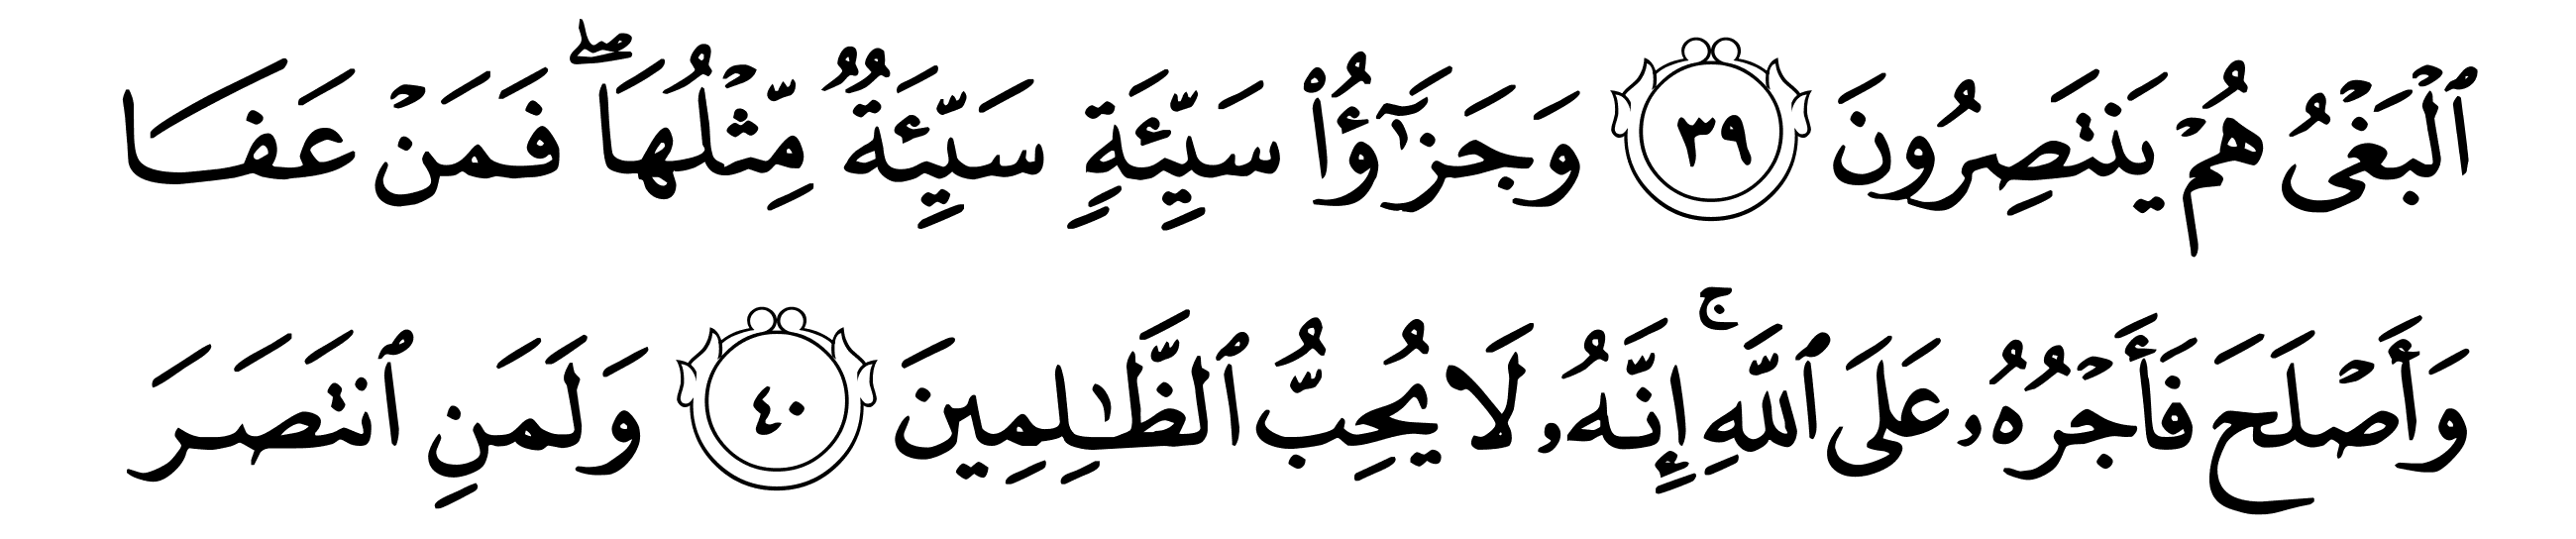 ٱلْبَغْىُ هُمْ يَنتَصِرُونَ ٣٩ وَجَزَٰٓؤُا۟ سَيِّئَةٍ سَيِّئَةٌ مِّثْلُهَا ۖ فَمَنْ عَفَا
وَأَصْلَحَ فَأَجْرُهُۥ عَلَى ٱللَّهِ ۚ إِنَّهُۥ لَا يُحِبُّ ٱلظَّـٰلِمِينَ ٤٠ وَلَمَنِ ٱنتَصَرَ